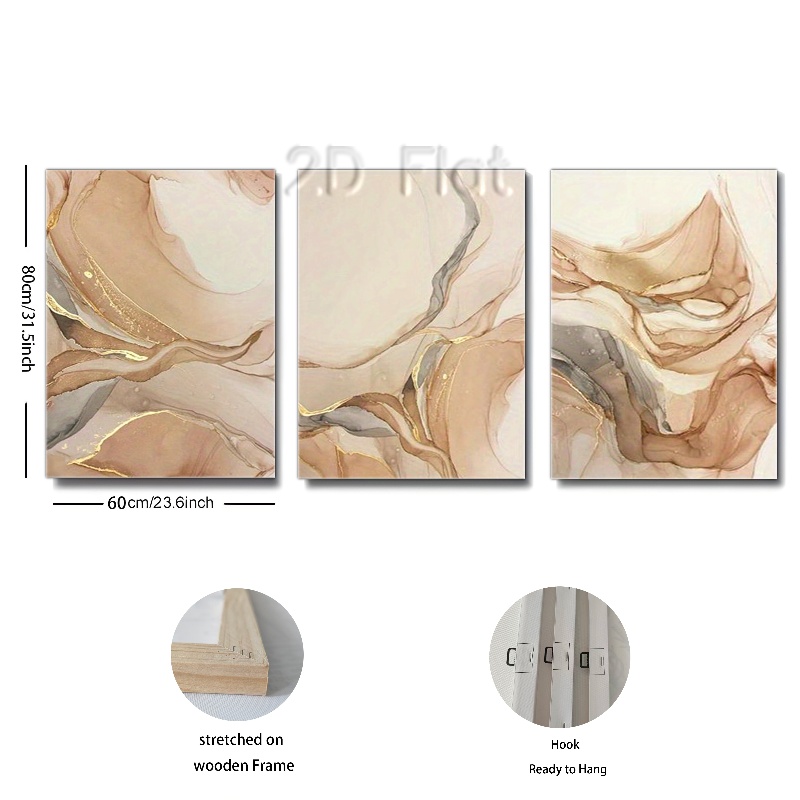 2D Flat
80cm/31.5inch
60cm/23.6inch
stretched on
wooden Frame
Hook
Ready to Hang